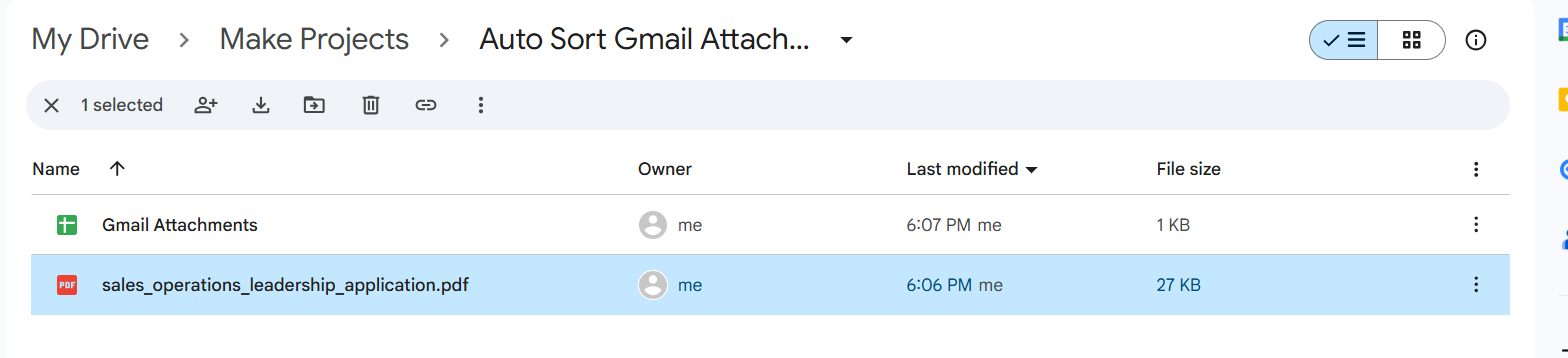 My Drive > Make Projects > Auto Sort Gmail Attach...
1 selected
Name Owner Last modified File size
Gmail Attachments me 6:07 PM me 1 KB
PDF sales_operations_leadership_application.pdf me 6:06 PM me 27 KB